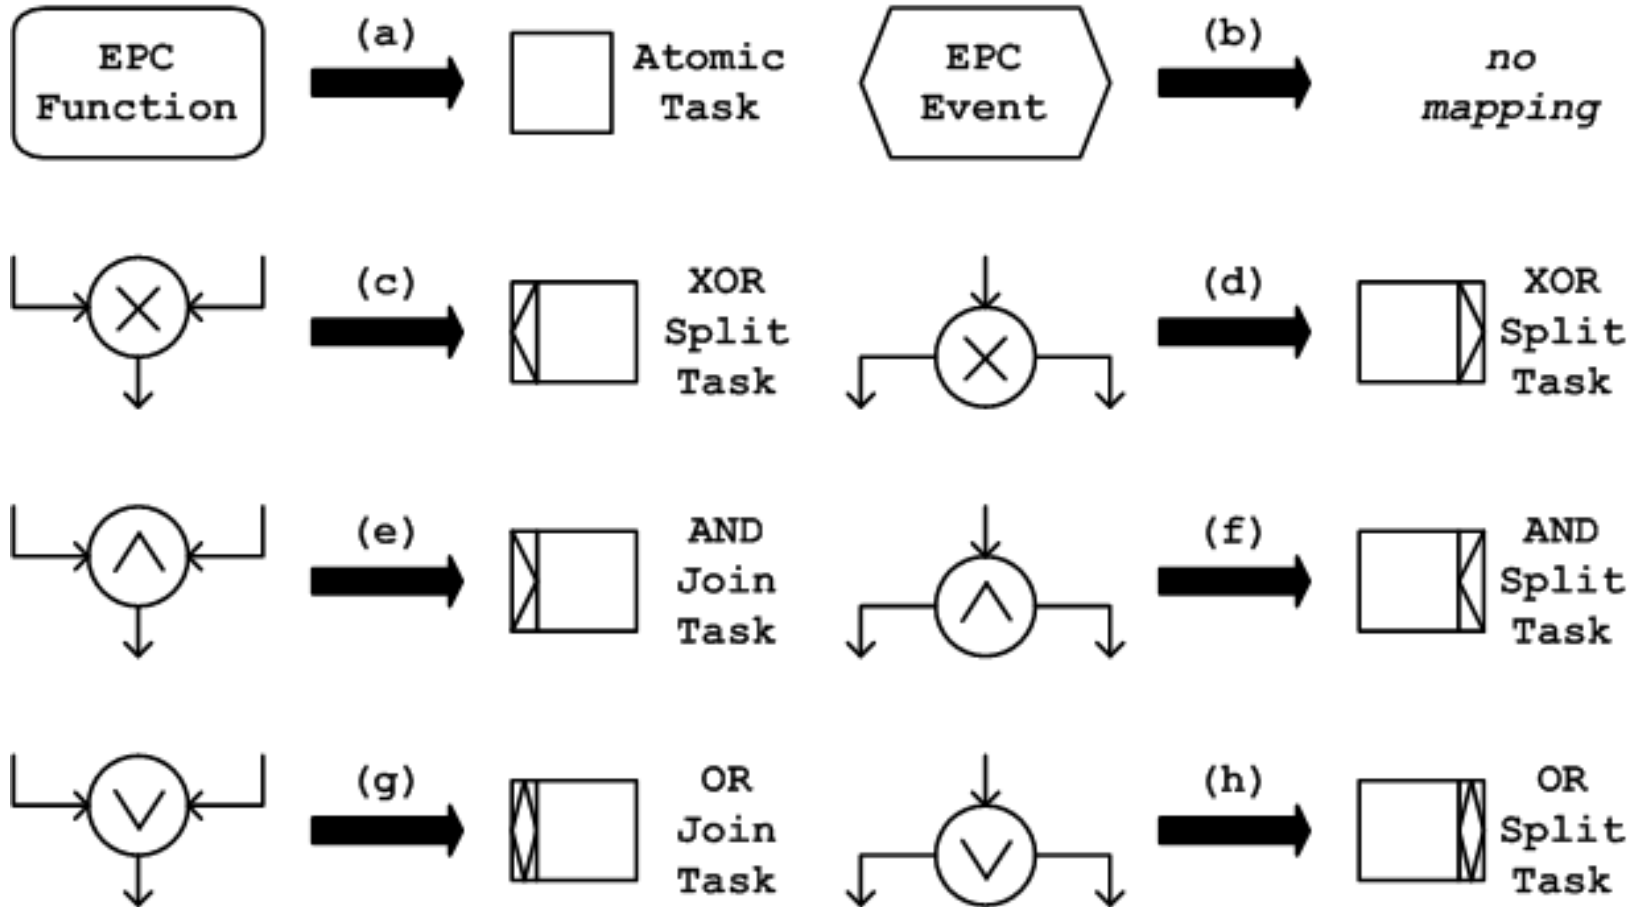 EPC
Function
(a)
Atomic
Task
EPC
Event
(b)
no
mapping
(c)
XOR
Split
Task
(d)
XOR
Split
Task
(e)
AND
Join
Task
(f)
AND
Split
Task
(g)
OR
Join
Task
(h)
OR
Split
Task